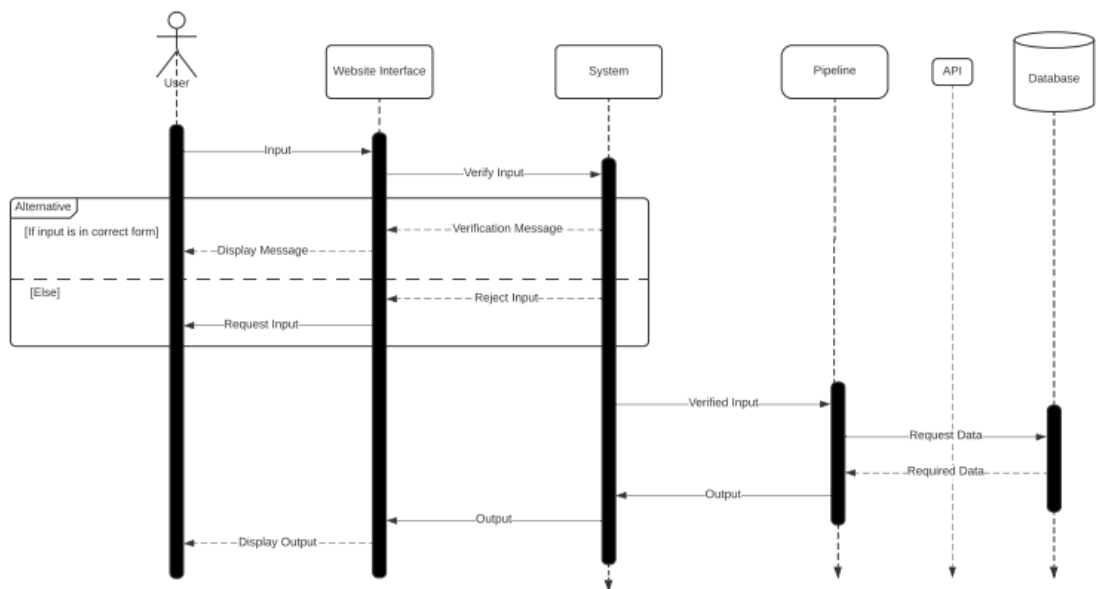 User
Website Interface
System
Pipeline
API
Database
Input
Verify Input
Alternative
[If input is in correct form]
Verification Message
Display Message
[Else]
Reject Input
Request Input
Verified Input
Request Data
Required Data
Output
Output
Display Output